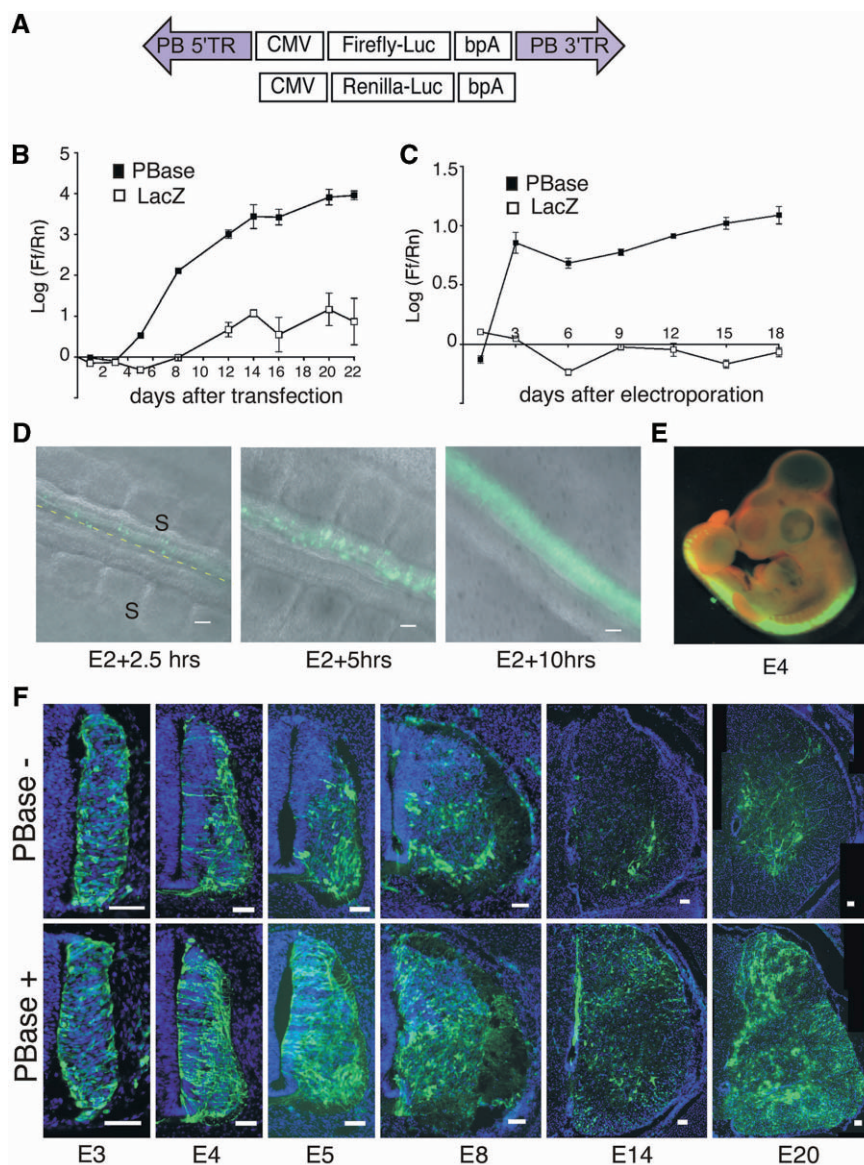 A
PB 5'TR CMV Firefly-Luc bpA PB 3'TR
CMV Renilla-Luc bpA
B
PBase
LacZ
Log (Ff/Rn)
5
4
3
2
1
0
2 4 6 8 10 12 14 16 18 20 22
days after transfection
C
PBase
LacZ
Log (Ff/Rn)
1.5
1.0
0.5
0
3 6 9 12 15 18
days after electroporation
D
S
S
E2+2.5 hrs
E2+5hrs
E2+10hrs
E
E4
F
PBase -
PBase +
E3 E4 E5 E8 E14 E20